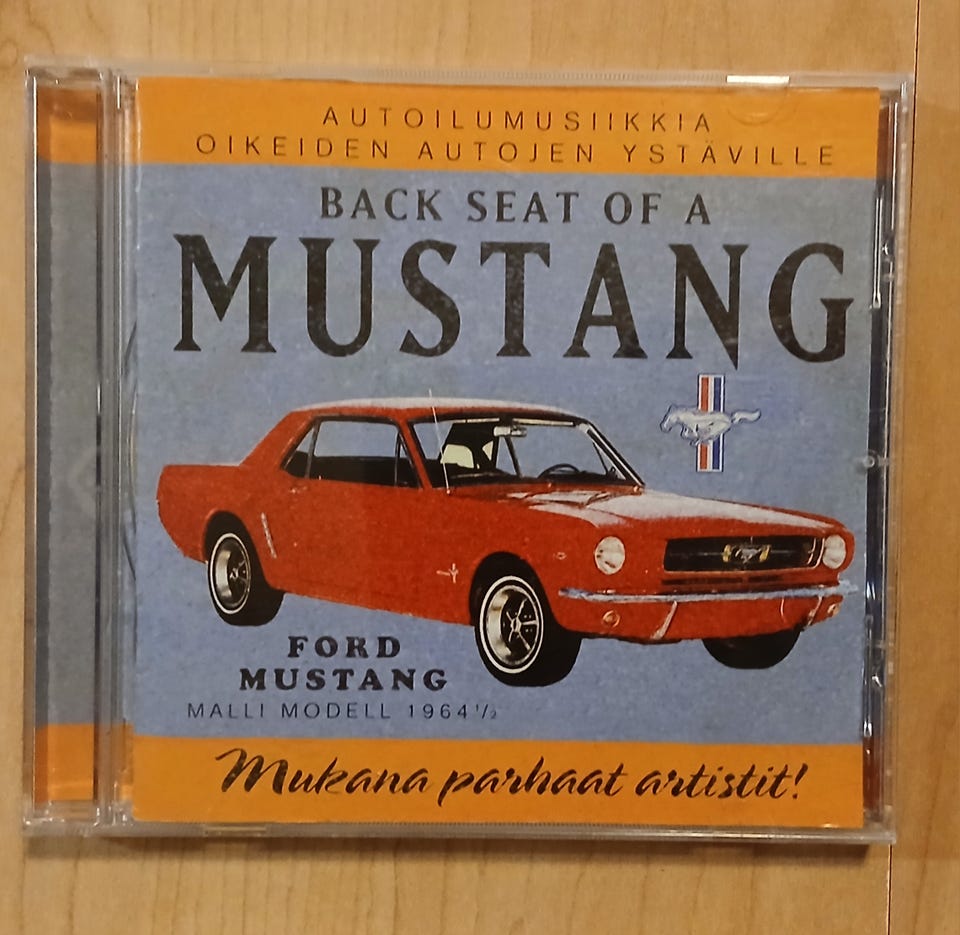 AUTOILUMUSIIKKIA
OIKEIDEN AUTOJEN YSTÄVILLE
BACK SEAT OF A
MUSTANG
FORD
MUSTANG
MALLI MODELL 1964½
Mukana parhaat artistit!